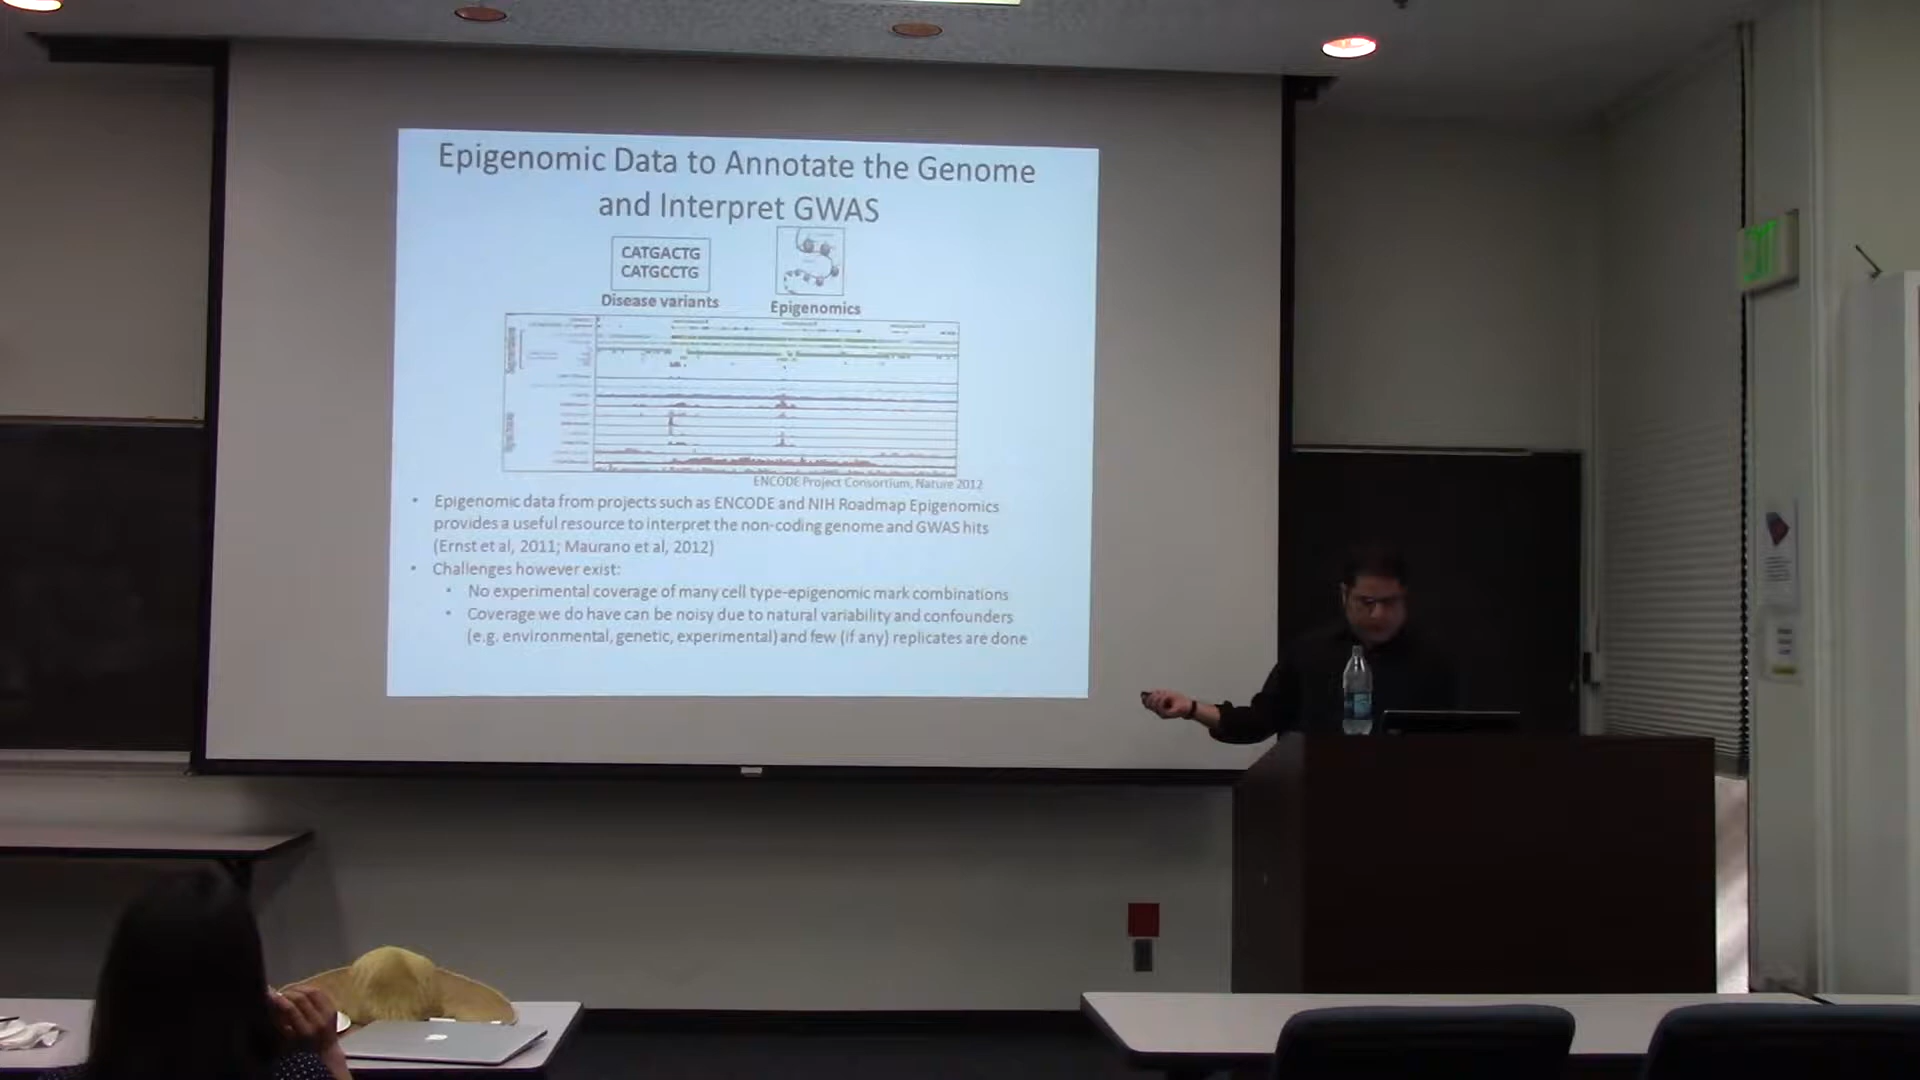 Epigenomic Data to Annotate the Genome
and Interpret GWAS
CATGACTG
CATGCCTG
Disease variants
Epigenomics
ENCODE Project Consortium, Nature 2012
• Epigenomic data from projects such as ENCODE and NIH Roadmap Epigenomics
provides a useful resource to interpret the non-coding genome and GWAS hits
(Ernst et al, 2011; Maurano et al, 2012)
• Challenges however exist:
• No experimental coverage of many cell type-epigenomic mark combinations
• Coverage we do have can be noisy due to natural variability and confounders
(e.g. environmental, genetic, experimental) and few (if any) replicates are done